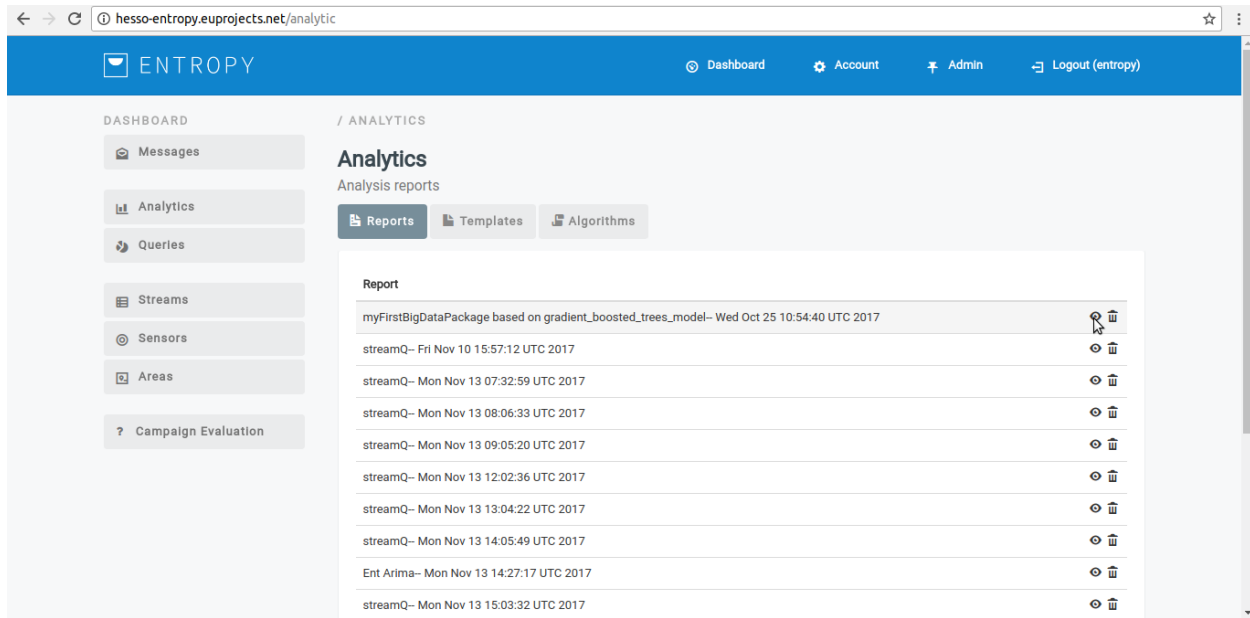 hesso-entropy.euprojects.net/analytic
ENTROPY
Dashboard
Account
Admin
Logout (entropy)
DASHBOARD
Messages
Analytics
Queries
Streams
Sensors
Areas
? Campaign Evaluation
/ ANALYTICS
Analytics
Analysis reports
Reports
Templates
Algorithms
Report
myFirstBigDataPackage based on gradient_boosted_trees_model-- Wed Oct 25 10:54:40 UTC 2017
streamQ-- Fri Nov 10 15:57:12 UTC 2017
streamQ-- Mon Nov 13 07:32:59 UTC 2017
streamQ-- Mon Nov 13 08:06:33 UTC 2017
streamQ-- Mon Nov 13 09:05:20 UTC 2017
streamQ-- Mon Nov 13 12:02:36 UTC 2017
streamQ-- Mon Nov 13 13:04:22 UTC 2017
streamQ-- Mon Nov 13 14:05:49 UTC 2017
Ent Arima-- Mon Nov 13 14:27:17 UTC 2017
streamQ-- Mon Nov 13 15:03:32 UTC 2017